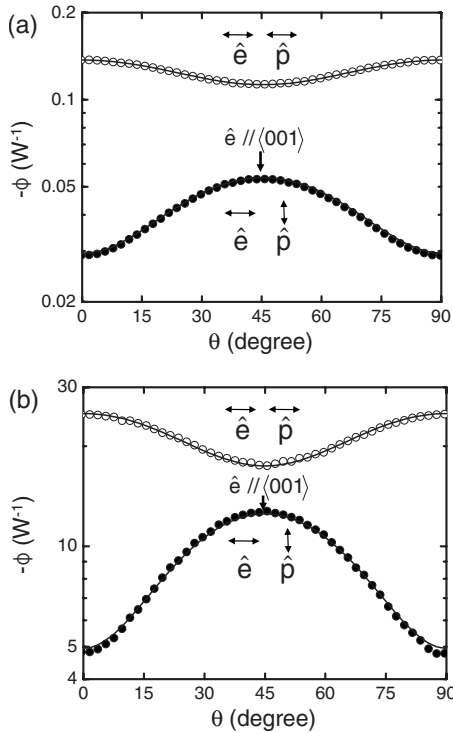 (a)
0.2
0.1
0.05
0.02
-ϕ (W⁻¹)
ê p̂
ê // ⟨001⟩
ê p̂
0 15 30 45 60 75 90
θ (degree)
(b)
30
10
5
4
-ϕ (W⁻¹)
ê p̂
ê // ⟨001⟩
ê p̂
0 15 30 45 60 75 90
θ (degree)